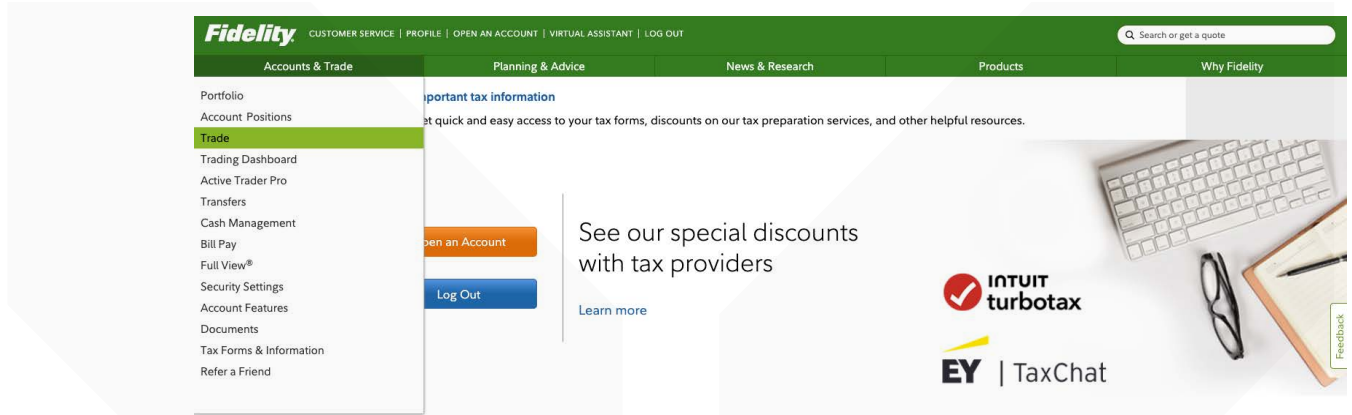 Fidelity
CUSTOMER SERVICE | PROFILE | OPEN AN ACCOUNT | VIRTUAL ASSISTANT | LOG OUT
Search or get a quote
Accounts & Trade
Planning & Advice
News & Research
Products
Why Fidelity
Portfolio
Account Positions
Trade
Trading Dashboard
Active Trader Pro
Transfers
Cash Management
Bill Pay
Full View®
Security Settings
Account Features
Documents
Tax Forms & Information
Refer a Friend
tax information
quick and easy access to your tax forms, discounts on our tax preparation services, and other helpful resources.
an Account
Log Out
See our special discounts
with tax providers
Learn more
INTUIT
turbotax
EY | TaxChat
Feedback